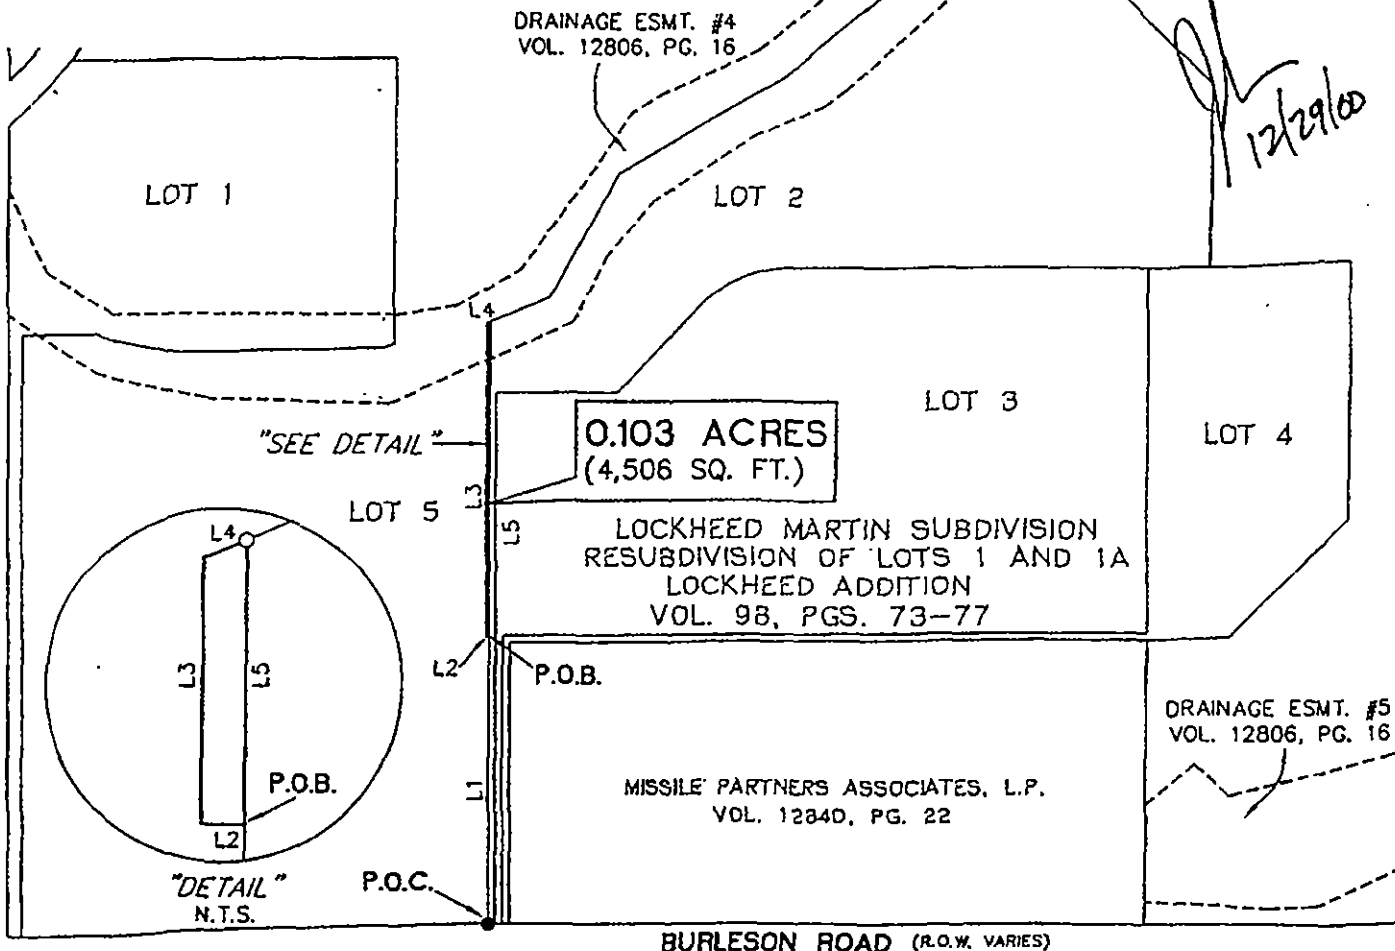 DRAINAGE ESMT. #4
VOL. 12806, PG. 16
12/29/00
LOT 1
LOT 2
L4
LOT 3
LOT 4
0.103 ACRES
(4,506 SQ. FT.)
"SEE DETAIL"
L3
LOT 5
L5
LOCKHEED MARTIN SUBDIVISION
RESUBDIVISION OF LOTS 1 AND 1A
LOCKHEED ADDITION
VOL. 98, PGS. 73-77
L4
L3
L5
P.O.B.
L2
L2
P.O.B.
DRAINAGE ESMT. #5
VOL. 12806, PG. 16
L1
MISSILE PARTNERS ASSOCIATES, L.P.
VOL. 12840, PG. 22
"DETAIL"
N.T.S.
P.O.C.
BURLESON ROAD (R.O.W. VARIES)